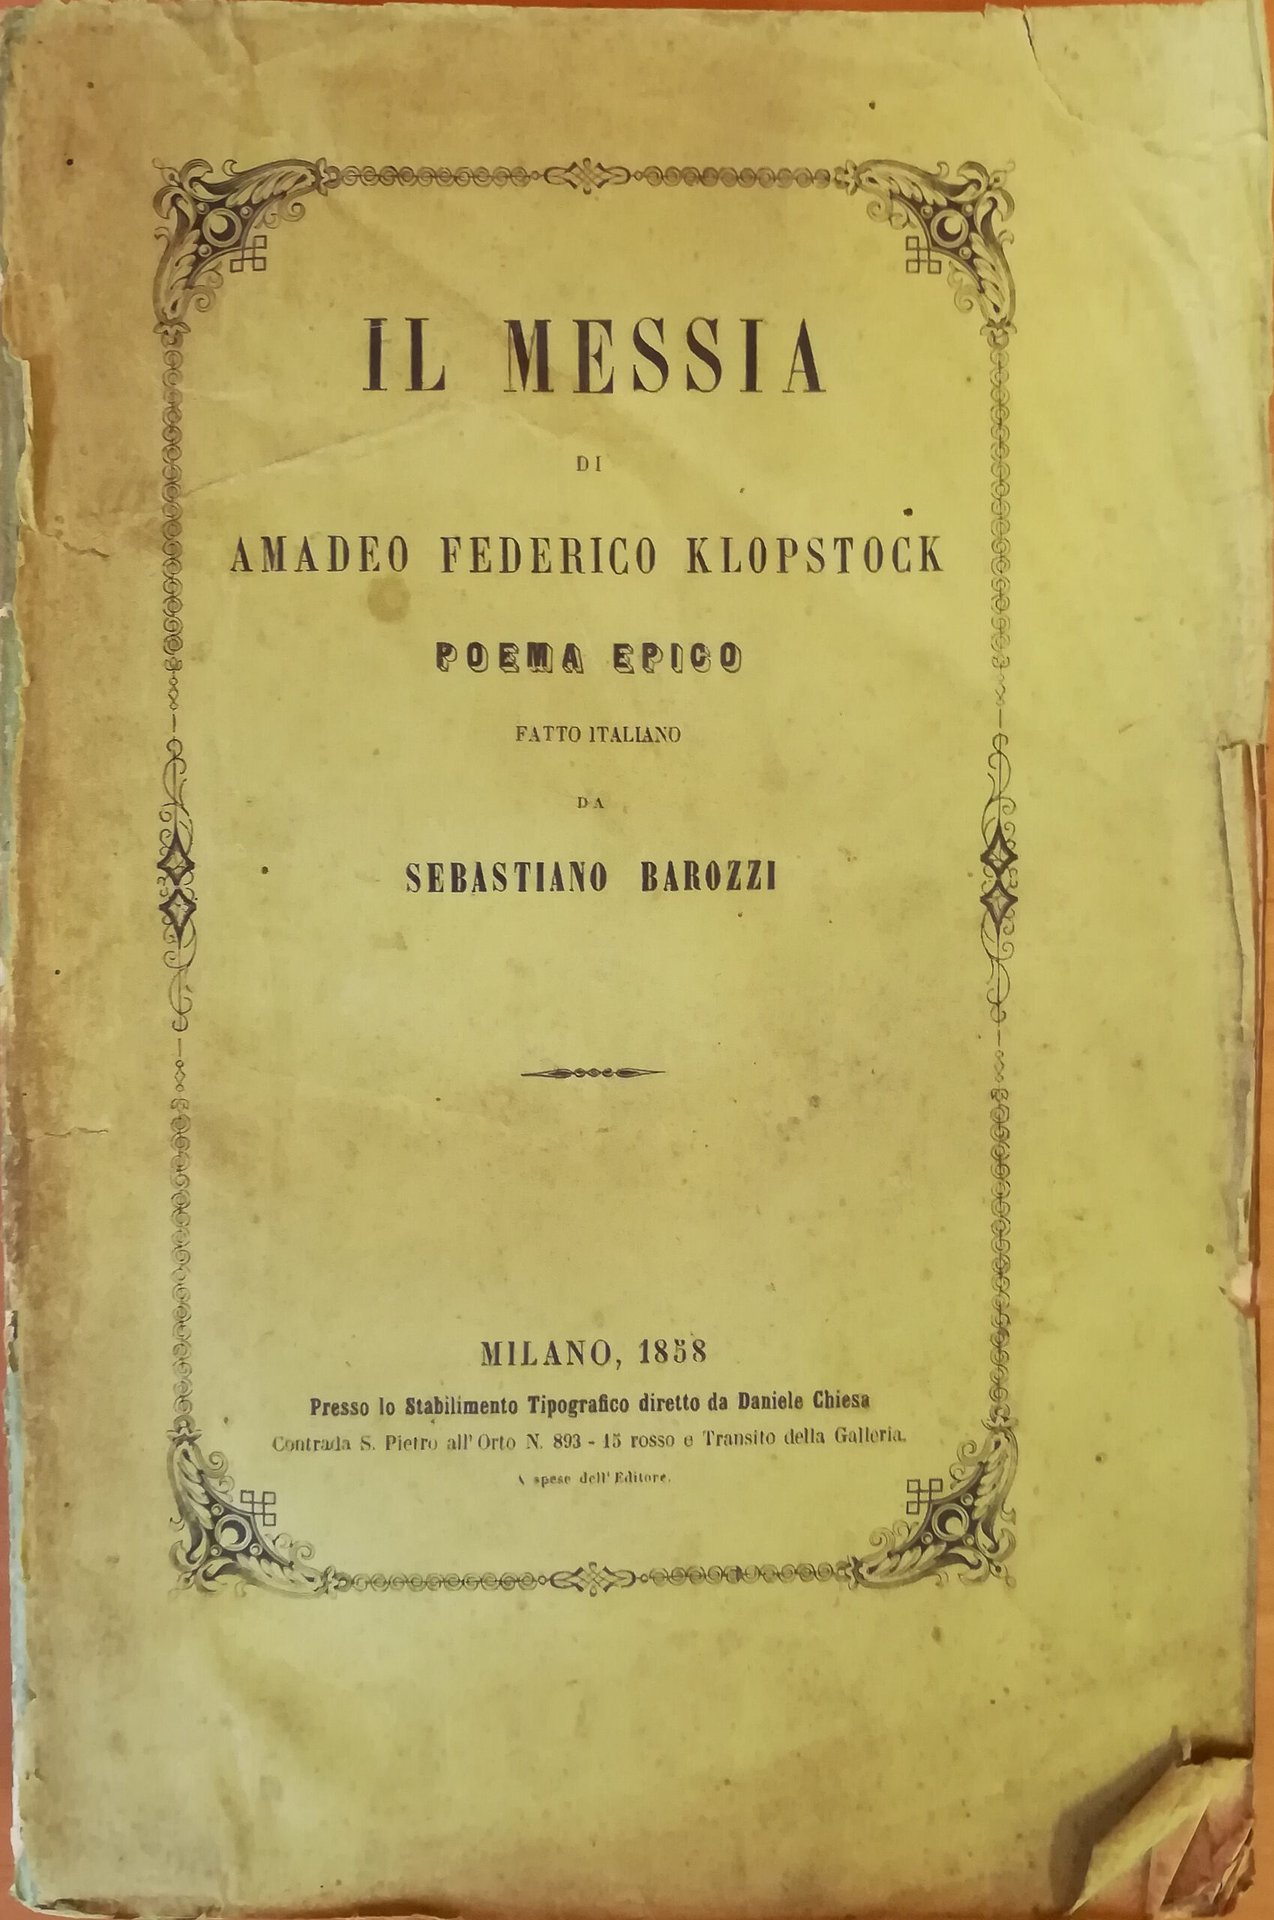 IL MESSIA
DI
AMADEO FEDERICO KLOPSTOCK
POEMA EPICO
FATTO ITALIANO
DA
SEBASTIANO BAROZZI
MILANO, 1858
Presso lo Stabilimento Tipografico diretto da Daniele Chiesa
Contrada S. Pietro all'Orto N. 893 - 15 rosso e Transito della Galleria.
A spese dell'Editore.